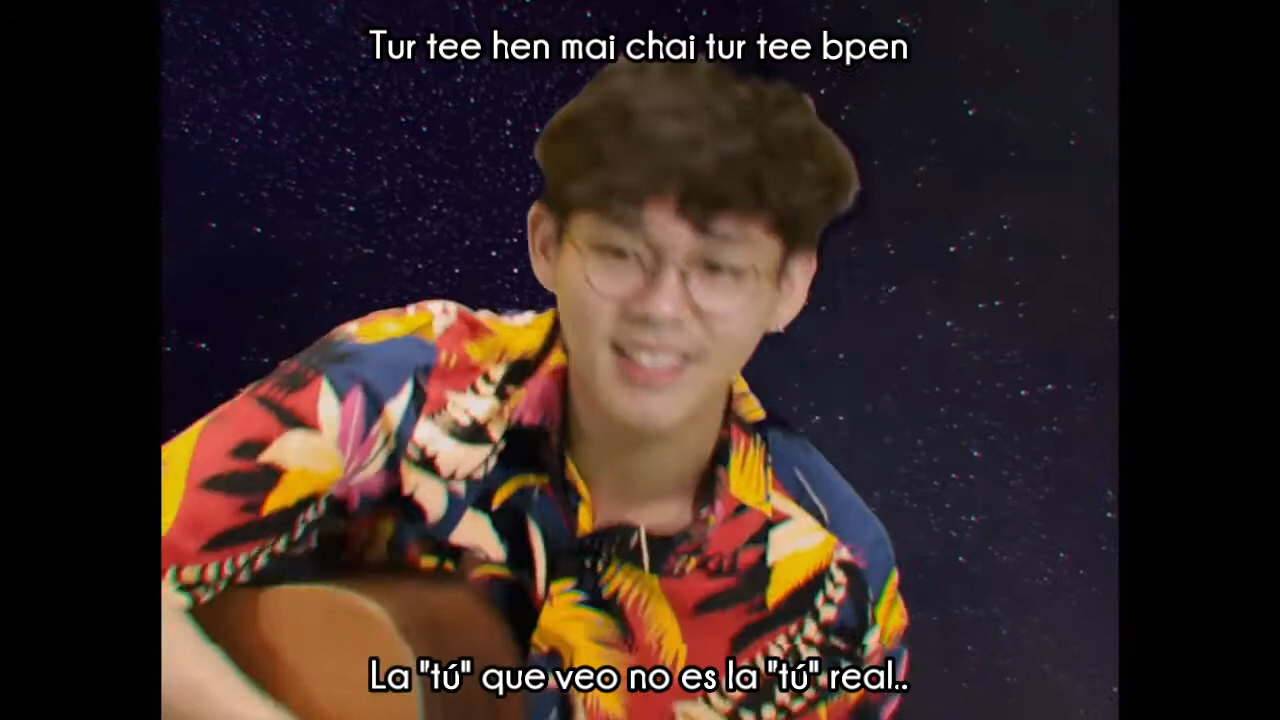 Tur tee hen mai chai tur tee bpen
La "tú" que veo no es la "tú" real..